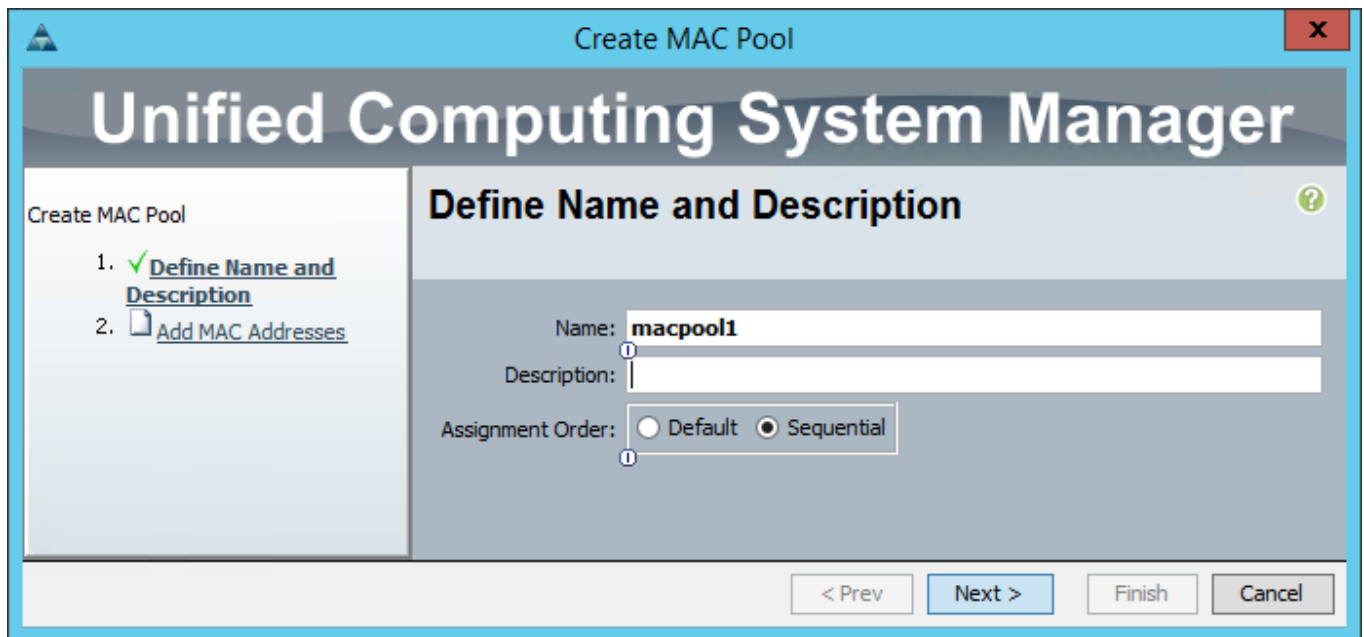 Create MAC Pool
x
Unified Computing System Manager
Create MAC Pool
1. Define Name and
Description
2. Add MAC Addresses
Define Name and Description
?
Name: macpool1
Description:
Assignment Order: Default Sequential
< Prev Next > Finish Cancel